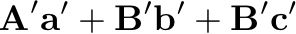 A′a′ + B′b′ + B′c′